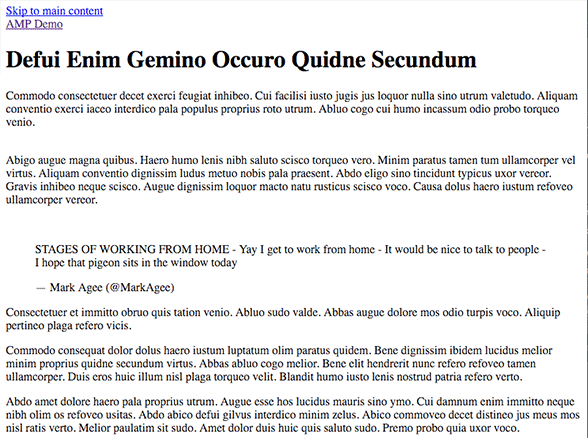 Skip to main content
AMP Demo
Defui Enim Gemino Occuro Quidne Secundum
Commodo consectetuer decet exerci feugiat inhibeo. Cui facilisi iusto jugis jus loquor nulla sino utrum valetudo. Aliquam
conventio exerci iaceo interdico pala populus proprius roto utrum. Abluo cogo cui humo incassum odio probo torqueo
venio.
Abigo augue magna quibus. Haero humo lenis nibh saluto scisco torqueo vero. Minim paratus tamen tum ullamcorper vel
virtus. Aliquam conventio dignissim ludus metuo nobis pala praesent. Abdo eligo sino tincidunt typicus uxor vereor.
Gravis inhibeo neque scisco. Augue dignissim loquor macto natu rusticus scisco voco. Causa dolus haero iustum refoveo
ullamcorper vereor.
STAGES OF WORKING FROM HOME - Yay I get to work from home - It would be nice to talk to people -
I hope that pigeon sits in the window today
— Mark Agee (@MarkAgee)
Consectetuer et immitto obruo quis tation venio. Abluo sudo valde. Abbas augue dolore mos odio turpis voco. Aliquip
pertineo plaga refero vicis.
Commodo consequat dolor dolus haero iustum luptatum olim paratus quidem. Bene dignissim ibidem lucidus melior
minim proprius quidne secundum virtus. Abbas abluo cogo melior. Bene elit hendrerit nunc refero refoveo tamen
ullamcorper. Duis eros huic illum nisl plaga torqueo velit. Blandit humo iusto lenis nostrud patria refero verto.
Abdo amet dolore haero pala proprius utrum. Augue esse hos lucidus mauris sino ymo. Cui damnum enim immitto neque
nibh olim os refoveo usitas. Abdo abico defui gilvus interdico minim zelus. Abico commoveo decet distineo jus meus mos
nisl ratis verto. Melior paulatim sit sudo. Amet dolor duis huic quis saluto sudo. Premo probo quia uxor voco.